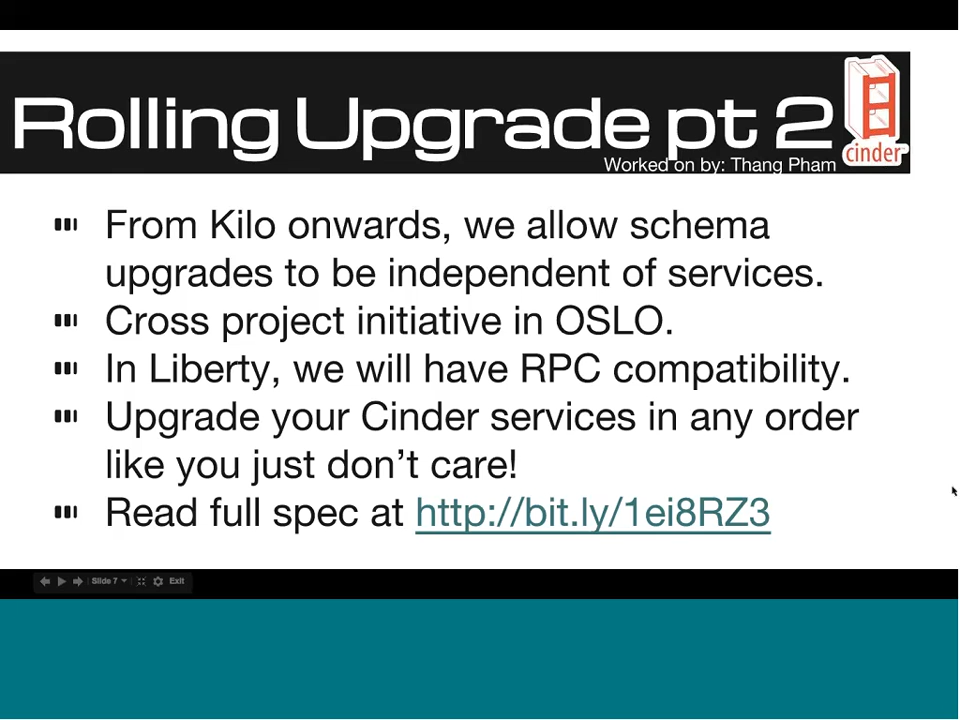 Rolling Upgrade pt 2
cinder
Worked on by: Thang Pham
From Kilo onwards, we allow schema
upgrades to be independent of services.
Cross project initiative in OSLO.
In Liberty, we will have RPC compatibility.
Upgrade your Cinder services in any order
like you just don’t care!
Read full spec at http://bit.ly/1ei8RZ3
Slide 7 Exit